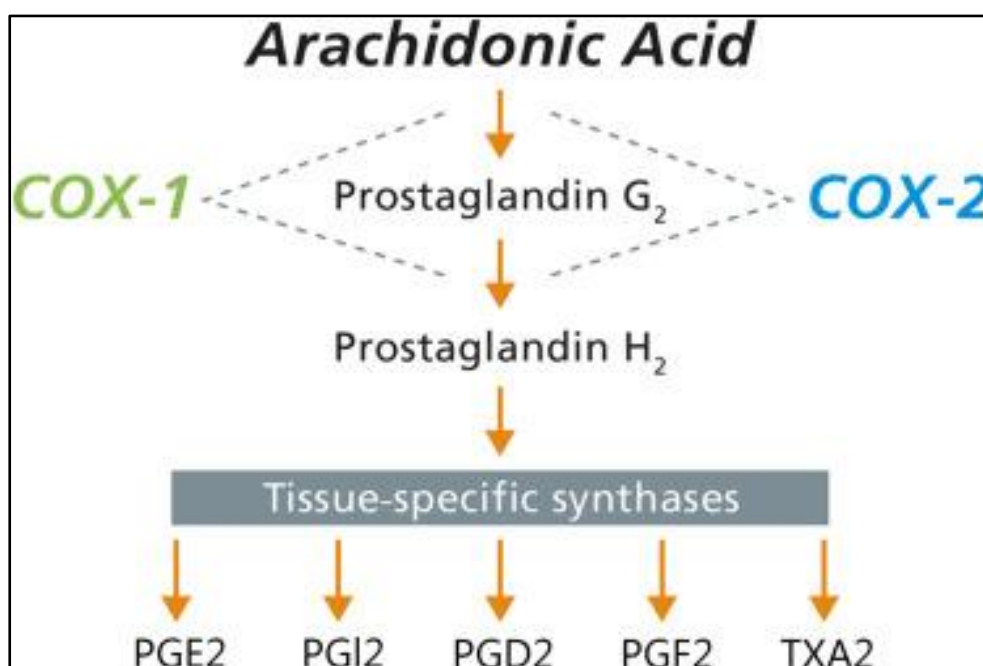 Arachidonic Acid
COX-1
Prostaglandin G₂
COX-2
Prostaglandin H₂
Tissue-specific synthases
PGE2 PGI2 PGD2 PGF2 TXA2